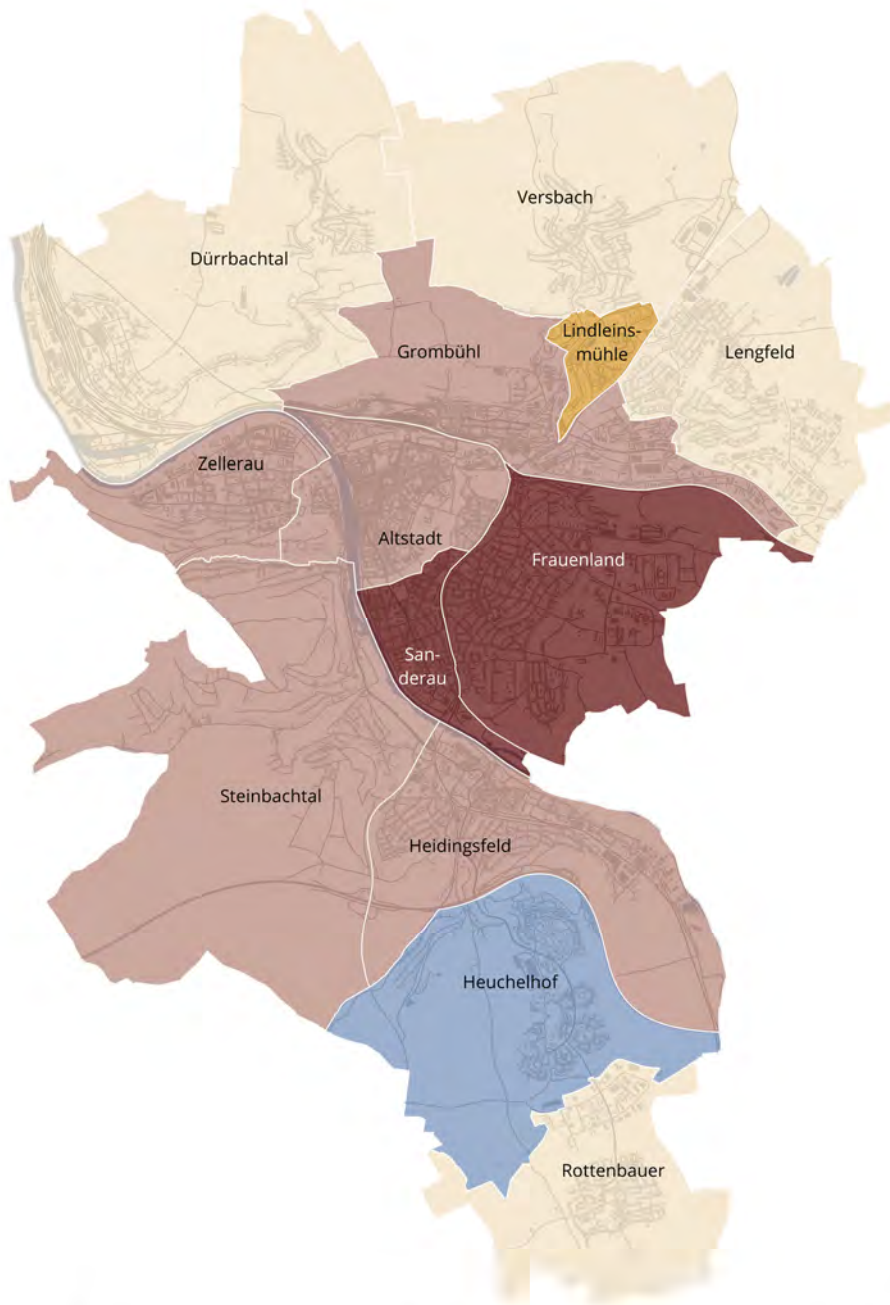 Versbach
Dürrbachtal
Lindleins-
mühle
Grombühl
Lengfeld
Zellerau
Altstadt
Frauenland
San-
derau
Steinbachtal
Heidingsfeld
Heuchelhof
Rottenbauer